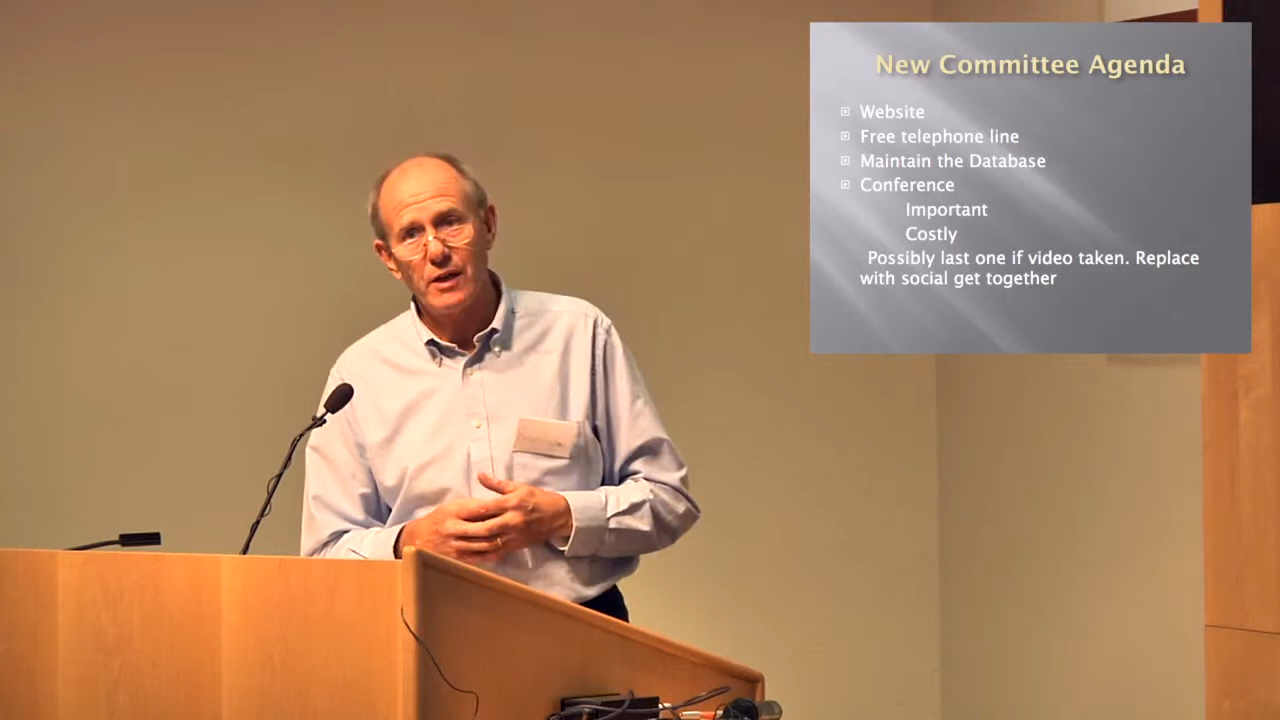 New Committee Agenda
Website
Free telephone line
Maintain the Database
Conference
Important
Costly
Possibly last one if video taken. Replace
with social get together